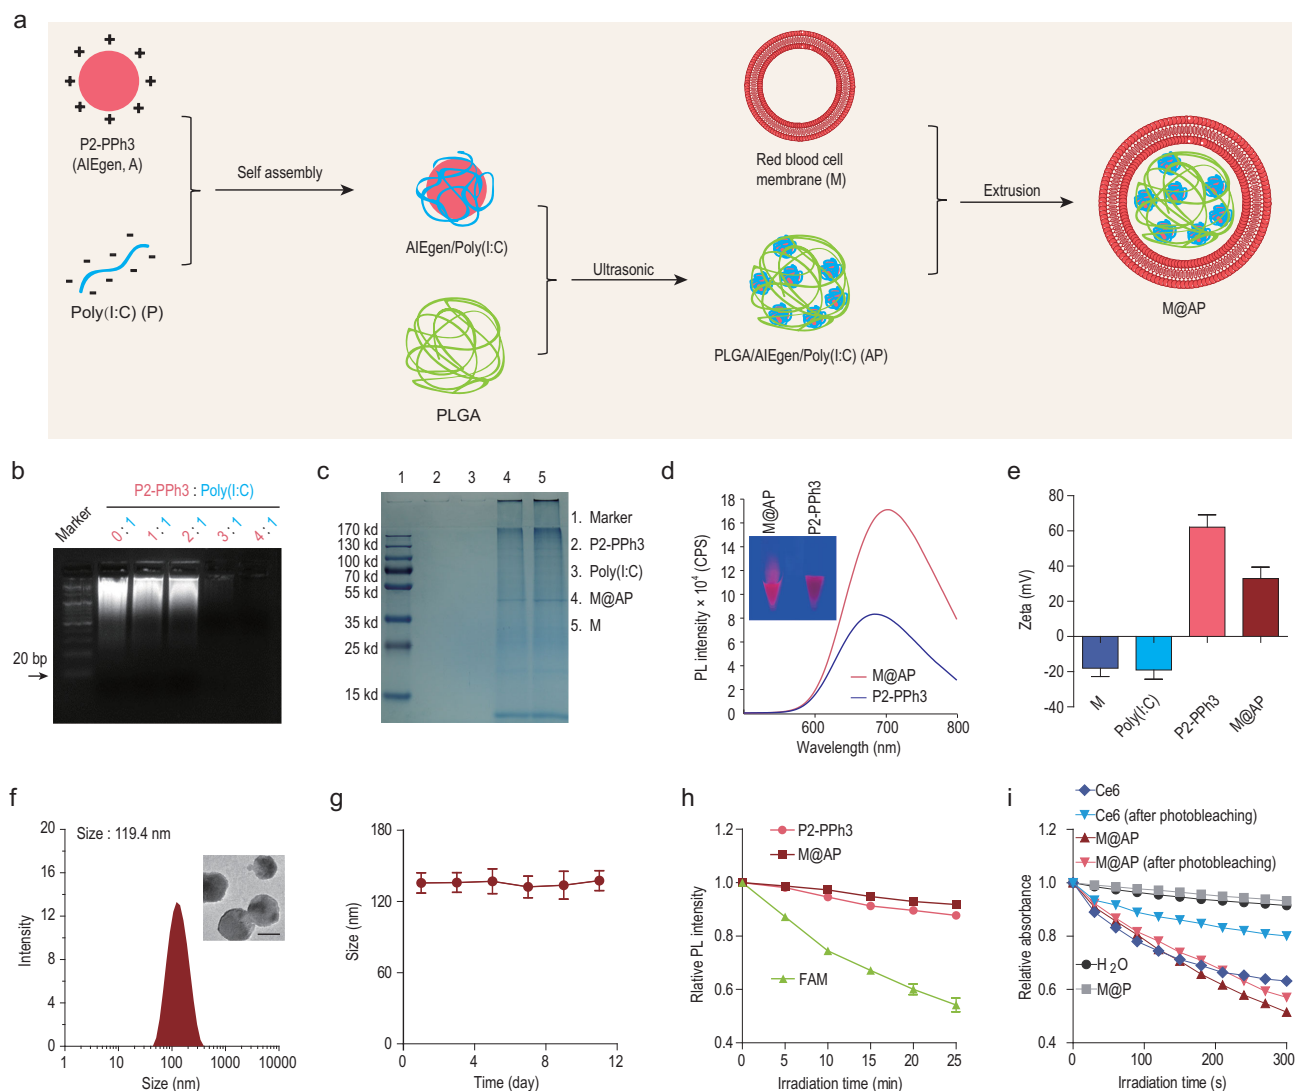 a
P2-PPh3
(AIEgen, A)
Self assembly
Poly(I:C) (P)
AIEgen/Poly(I:C)
PLGA
Ultrasonic
Red blood cell
membrane (M)
PLGA/AIEgen/Poly(I:C) (AP)
Extrusion
M@AP
b
P2-PPh3 : Poly(I:C)
Marker
0:1
1:1
2:1
3:1
4:1
20 bp
c
1 2 3 4 5
170 kd
130 kd
100 kd
70 kd
55 kd
35 kd
25 kd
15 kd
1. Marker
2. P2-PPh3
3. Poly(I:C)
4. M@AP
5. M
d
PL intensity × 10⁴ (CPS)
18
16
14
12
10
8
6
4
2
0
M@AP
P2-PPh3
M@AP
P2-PPh3
600 700 800
Wavelength (nm)
e
Zeta (mV)
80
60
40
20
0
-20
-40
M
Poly(I:C)
P2-PPh3
M@AP
f
Size : 119.4 nm
Intensity
20
16
12
8
4
0
1 10 100 1000 10000
Size (nm)
g
Size (nm)
180
120
60
0
0 4 8 12
Time (day)
h
Rlative PL intensity
1.2
1.0
0.8
0.6
0.4
P2-PPh3
M@AP
FAM
0 5 10 15 20 25
Irradiation time (min)
i
Ce6
Ce6 (after photobleaching)
M@AP
M@AP (after photobleaching)
H2O
M@P
Relative absorbance
1.2
1.0
0.8
0.6
0.4
0 100 200 300
Irradiation time (s)